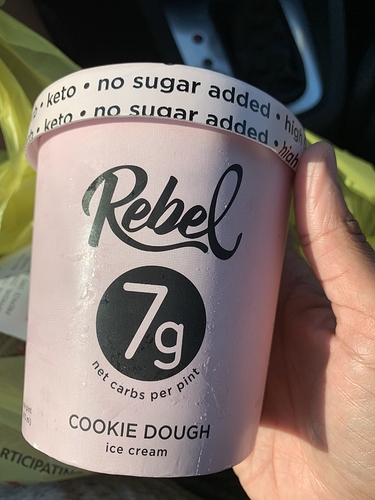 • keto • no sugar added • high
• keto • no sugar added • high
Rebel
7g
net carbs per pint
COOKIE DOUGH
ice cream